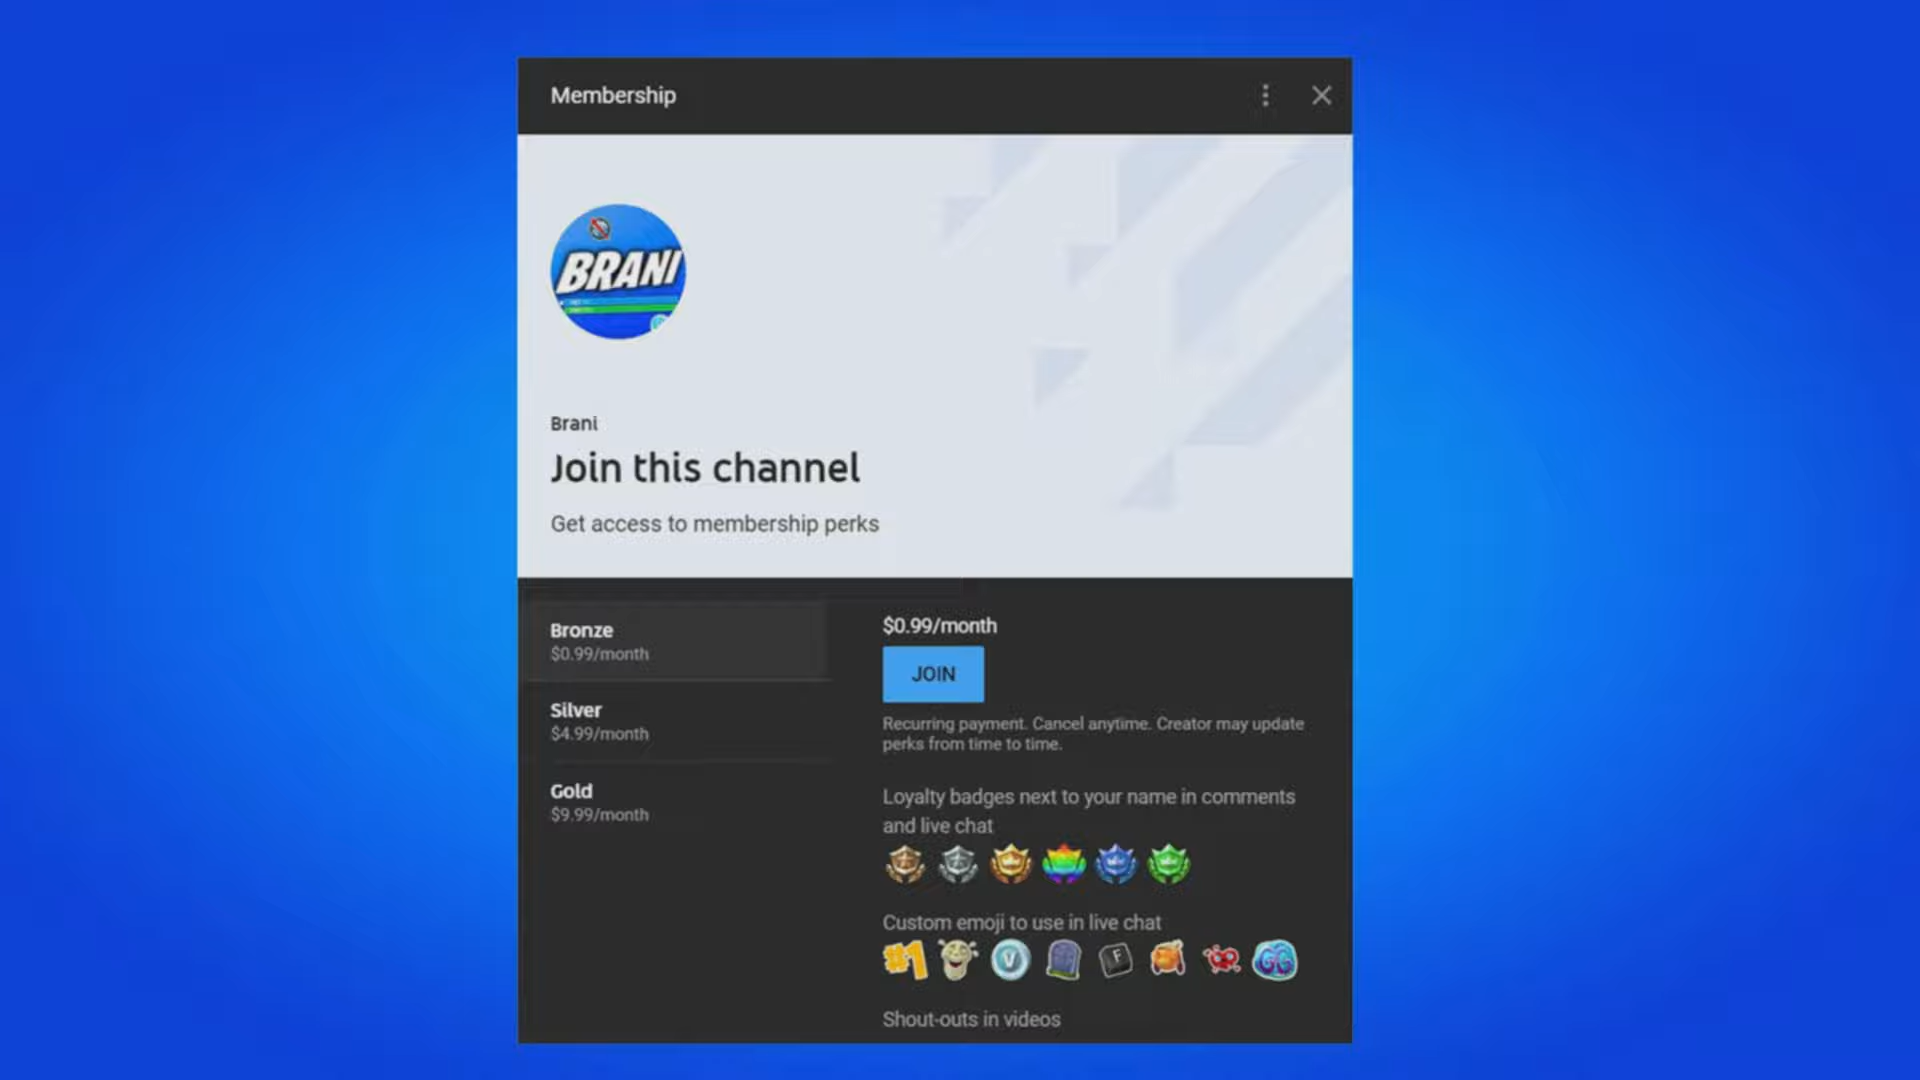 Membership
BRANI
Brani
Join this channel
Get access to membership perks
Bronze
$0.99/month
Silver
$4.99/month
Gold
$9.99/month
$0.99/month
JOIN
Recurring payment. Cancel anytime. Creator may update
perks from time to time.
Loyalty badges next to your name in comments
and live chat
Custom emoji to use in live chat
#1 V F GG
Shout-outs in videos